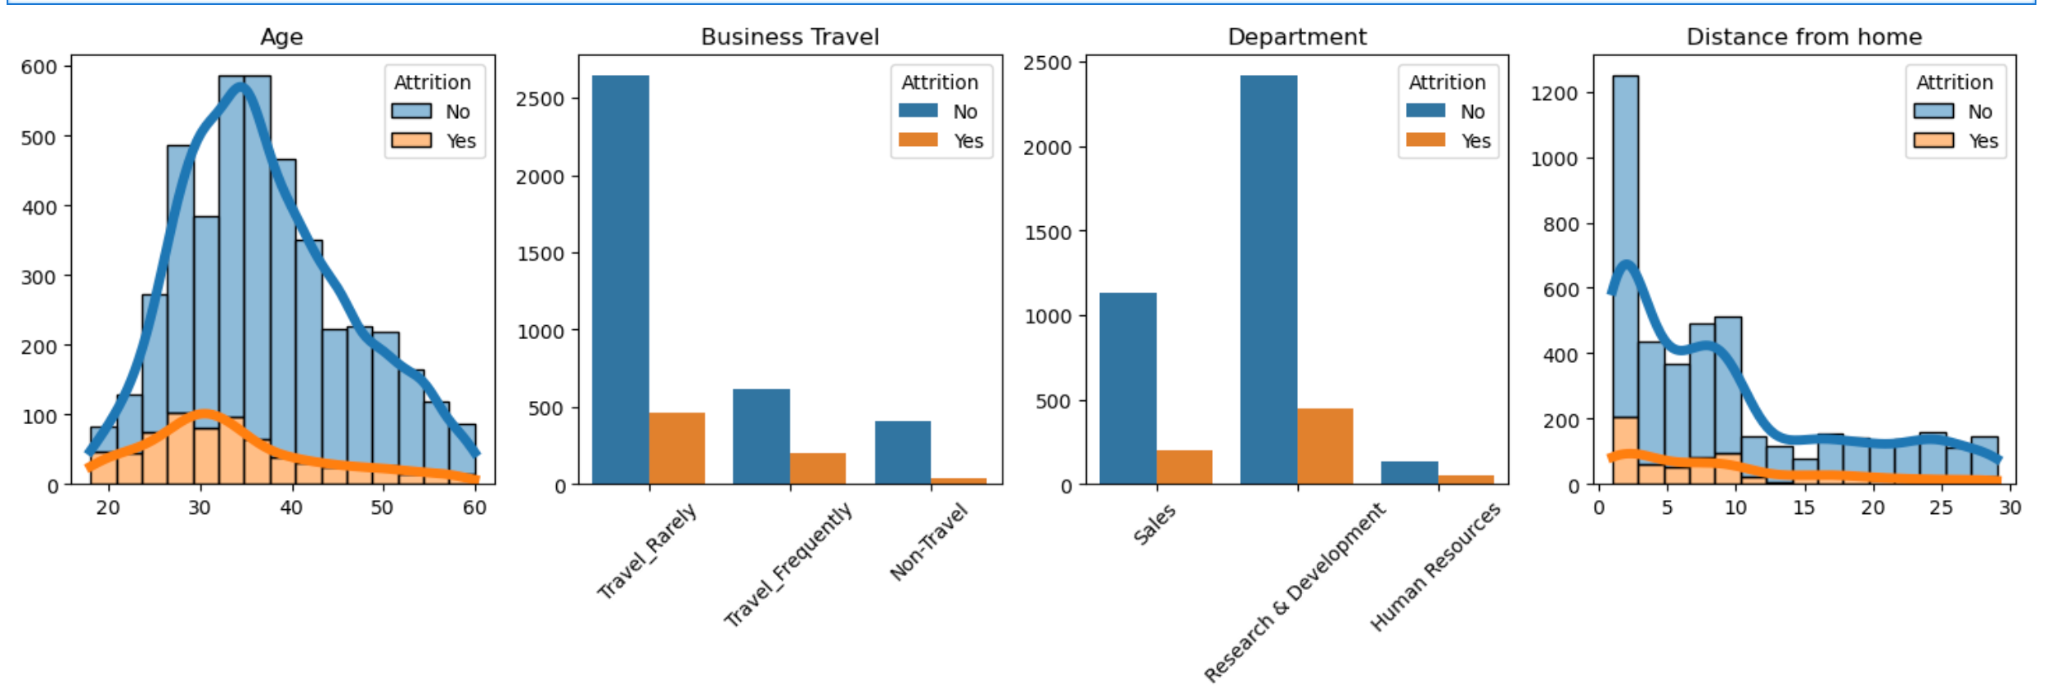 Age
600
500
400
300
200
100
0
20 30 40 50 60
Attrition
No
Yes
Business Travel
2500
2000
1500
1000
500
0
Travel_Rarely
Travel_Frequently
Non-Travel
Attrition
No
Yes
Department
2500
2000
1500
1000
500
0
Sales
Research & Development
Human Resources
Attrition
No
Yes
Distance from home
1200
1000
800
600
400
200
0
0 5 10 15 20 25 30
Attrition
No
Yes